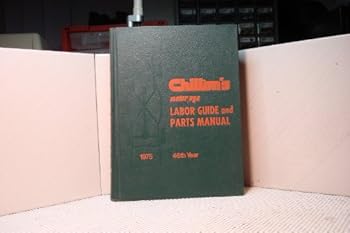 Chilton's
motor/age
LABOR GUIDE and
PARTS MANUAL
1975 46th Year